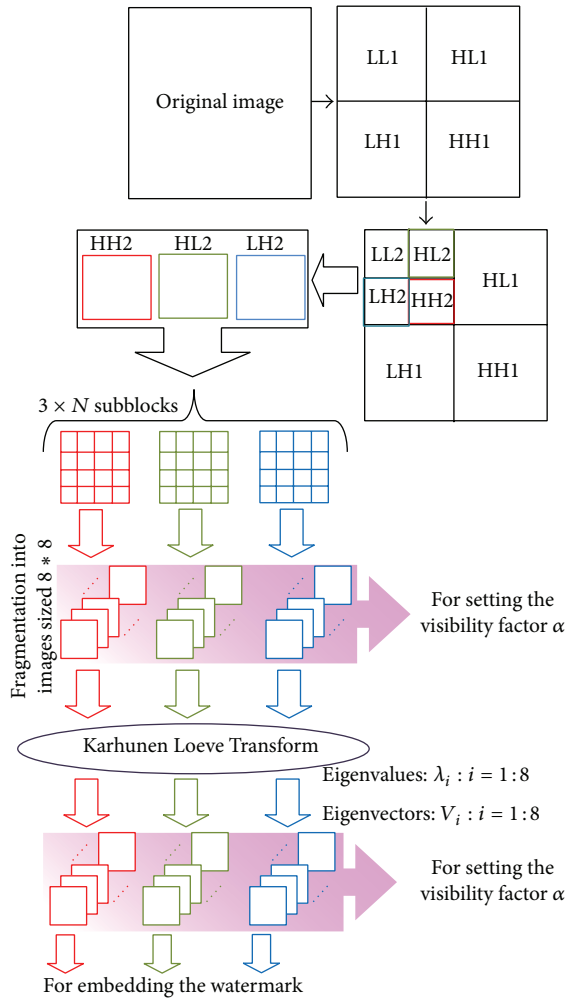 Original image
LL1 HL1
LH1 HH1
HH2 HL2 LH2
LL2 HL2
LH2 HH2
HL1
LH1 HH1
3 × N subblocks
Fragmentation into
images sized 8 * 8
For setting the
visibility factor α
Karhunen Loeve Transform
Eigenvalues: λ_i : i = 1 : 8
Eigenvectors: V_i : i = 1 : 8
For setting the
visibility factor α
For embedding the watermark